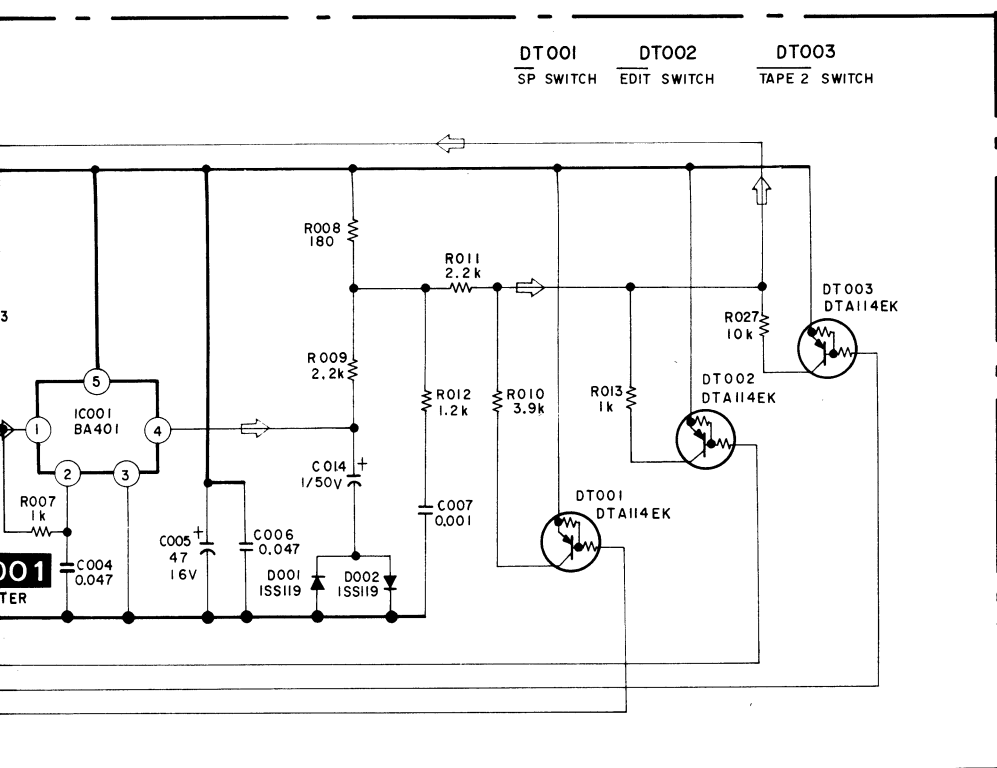 DT001
SP SWITCH
DT002
EDIT SWITCH
DT003
TAPE 2 SWITCH
R008
180
R011
2.2k
DT003
DTA114EK
3
R027
10k
R009
2.2k
R012
1.2k
R010
3.9k
R013
1k
DT002
DTA114EK
5
IC001
BA401
1
4
2
3
C014 +
1/50V
R007
1k
DT001
DTA114EK
C007
0.001
C005 +
47
16V
C006
0.047
C004
0.047
001
TER
D001
1SS119
D002
1SS119